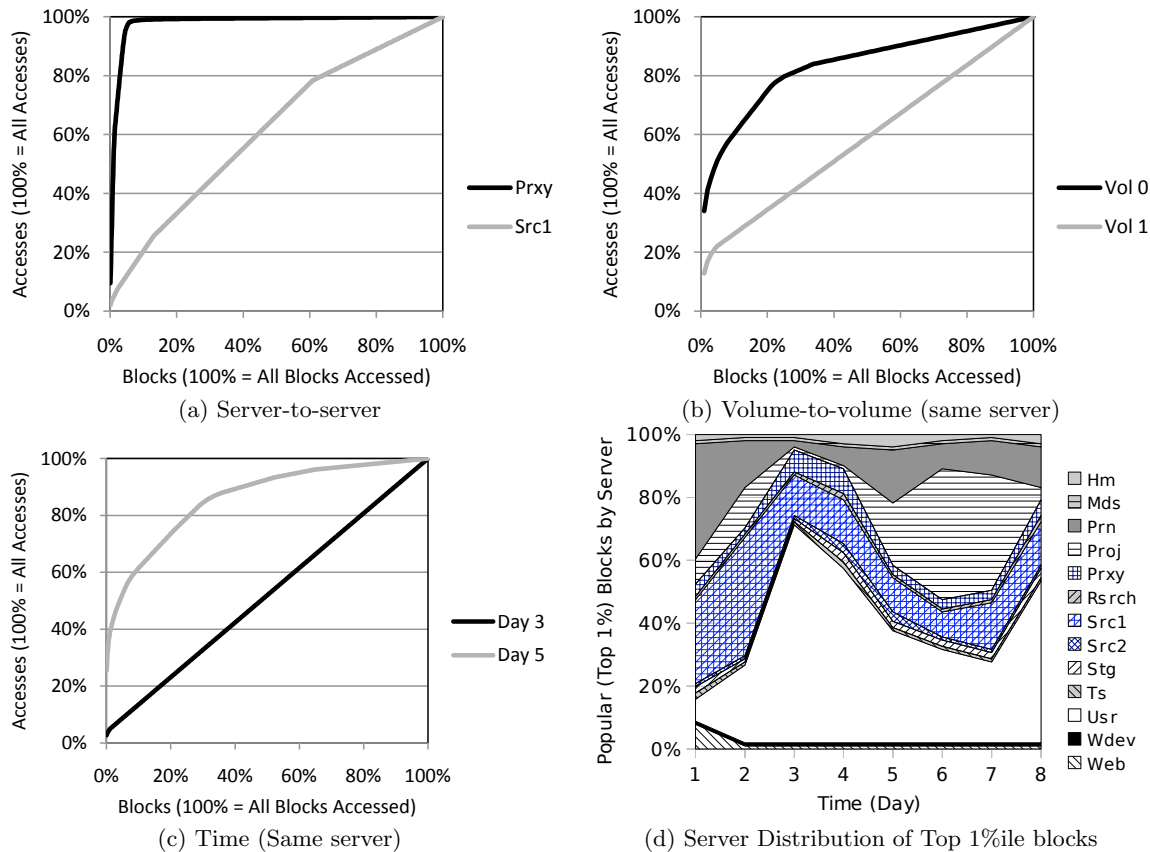 Accesses (100% = All Accesses)
100%
80%
60%
40%
20%
0%
0% 20% 40% 60% 80% 100%
Blocks (100% = All Blocks Accessed)
Prxy
Src1
(a) Server-to-server
Accesses (100% = All Accesses)
100%
80%
60%
40%
20%
0%
0% 20% 40% 60% 80% 100%
Blocks (100% = All Blocks Accessed)
Vol 0
Vol 1
(b) Volume-to-volume (same server)
Accesses (100% = All Accesses)
100%
80%
60%
40%
20%
0%
0% 20% 40% 60% 80% 100%
Blocks (100% = All Blocks Accessed)
Day 3
Day 5
(c) Time (Same server)
Popular (Top 1%) Blocks by Server
100%
80%
60%
40%
20%
0%
1 2 3 4 5 6 7 8
Time (Day)
Hm
Mds
Prn
Proj
Prxy
Rsrch
Src1
Src2
Stg
Ts
Usr
Wdev
Web
(d) Server Distribution of Top 1%ile blocks